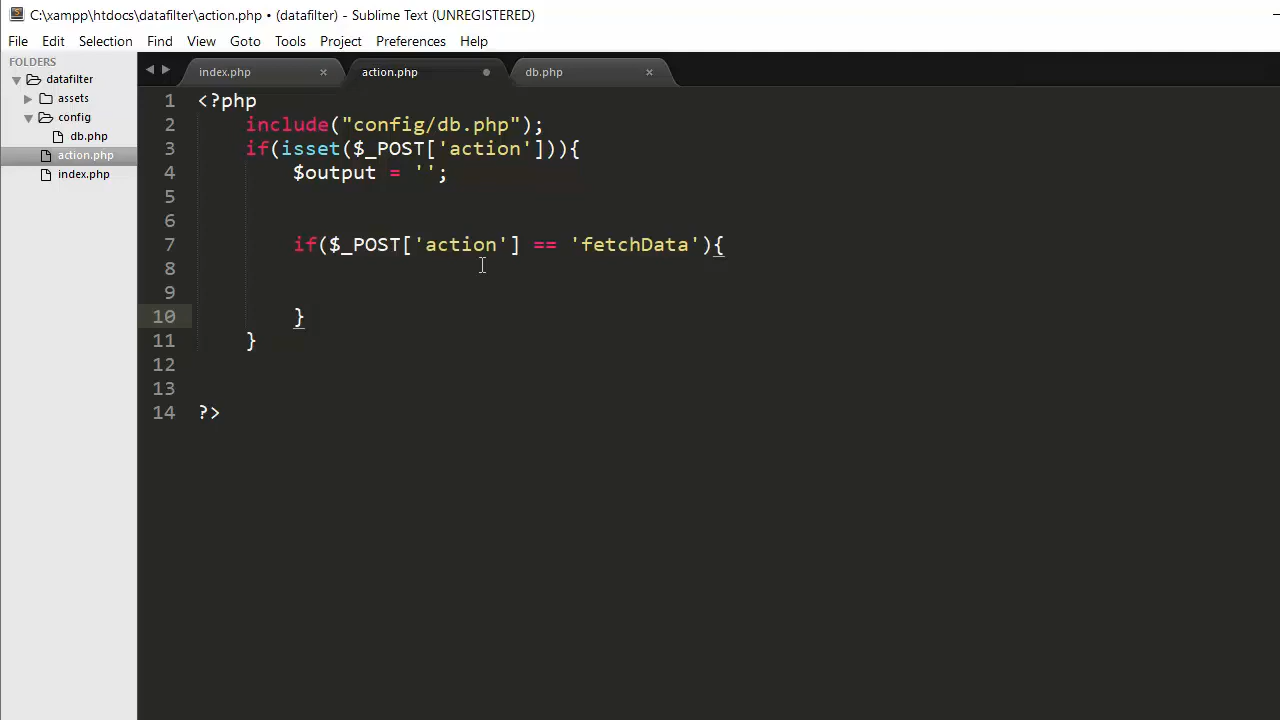 C:\xampp\htdocs\datafilter\action.php • (datafilter) - Sublime Text (UNREGISTERED)
File Edit Selection Find View Goto Tools Project Preferences Help
FOLDERS
datafilter
assets
config
db.php
action.php
index.php
index.php × action.php db.php ×
1 <?php
2 include("config/db.php");
3 if(isset($_POST['action'])){
4 $output = '';
5
6
7 if($_POST['action'] == 'fetchData'){
8
9
10 }
11 }
12
13
14 ?>